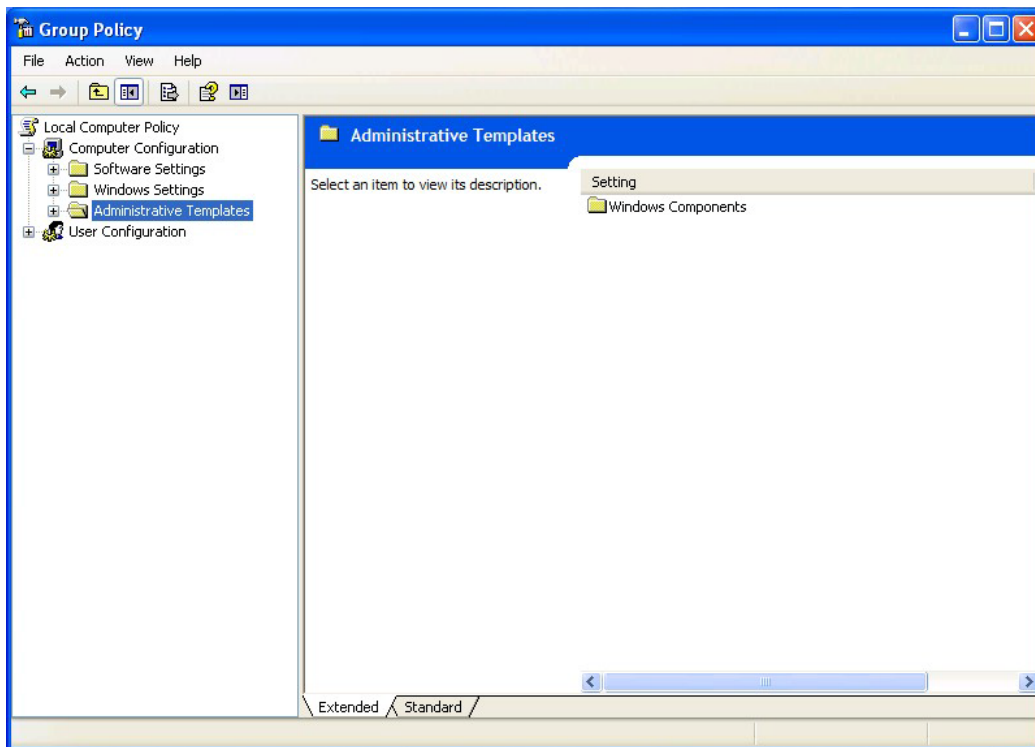 Group Policy
File Action View Help
Local Computer Policy
Computer Configuration
Software Settings
Windows Settings
Administrative Templates
User Configuration
Administrative Templates
Select an item to view its description.
Setting
Windows Components
Extended Standard